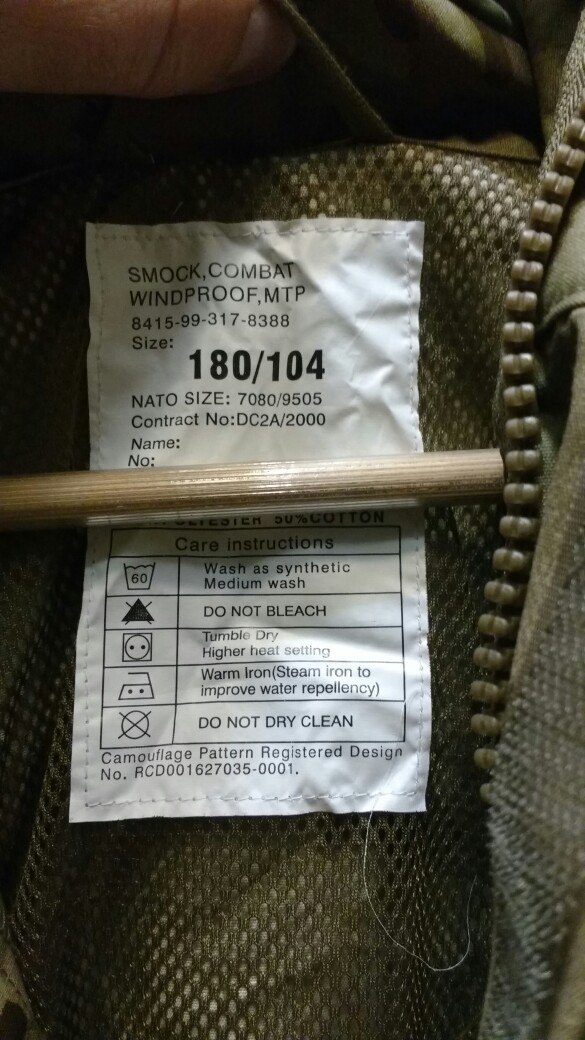 SMOCK,COMBAT
WINDPROOF,MTP
8415-99-317-8388
Size:
180/104
NATO SIZE: 7080/9505
Contract No:DC2A/2000
Name:
No:
50%COTTON
Care instructions
60
Wash as synthetic
Medium wash
DO NOT BLEACH
Tumble Dry
Higher heat setting
Warm Iron(Steam iron to
improve water repellency)
DO NOT DRY CLEAN
Camouflage Pattern Registered Design
No. RCD001627035-0001.